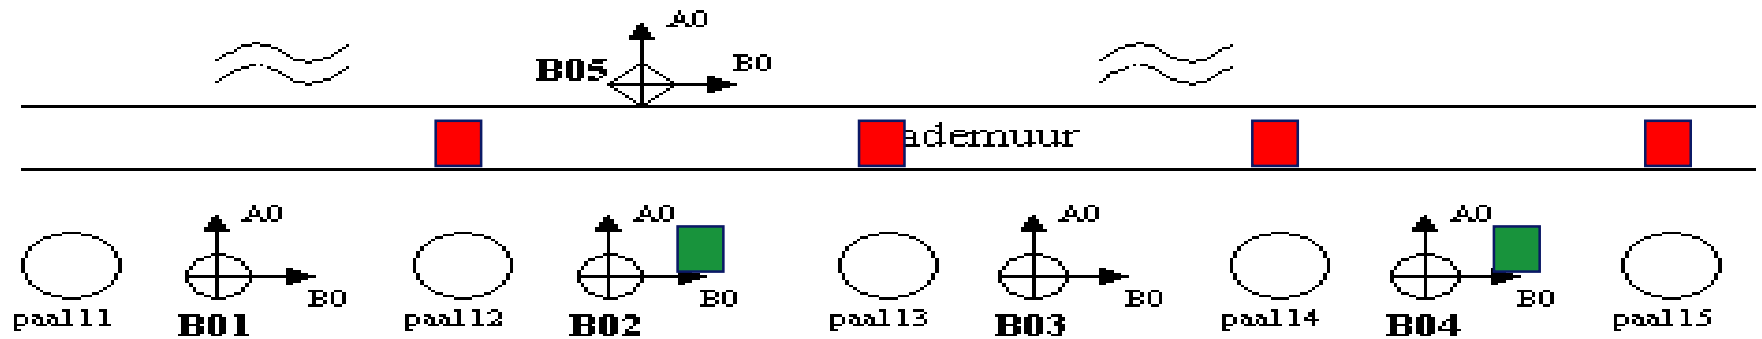 A0
B05 B0
ademuur
A0 A0 A0 A0
B0 B0 B0 B0
paal11 B01 paal12 B02 paal13 B03 paal14 B04 paal15